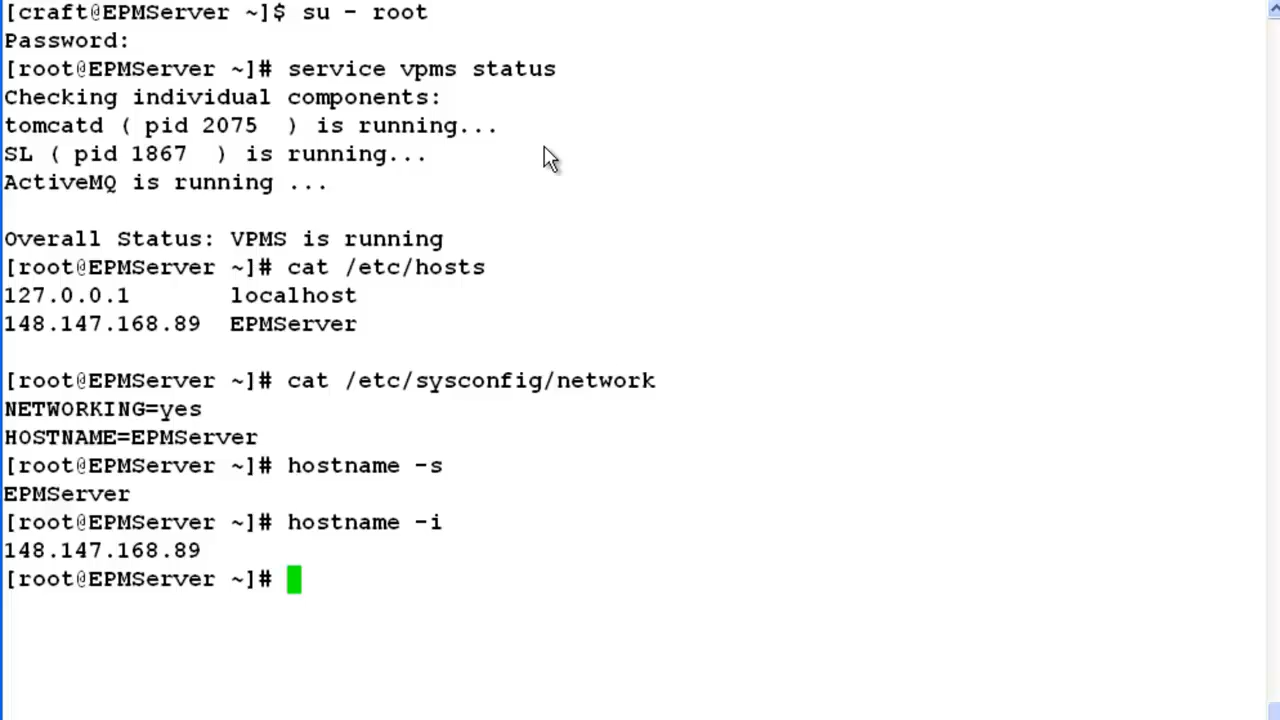 [craft@EPMServer ~]$ su - root
Password:
[root@EPMServer ~]# service vpms status
Checking individual components:
tomcatd ( pid 2075  ) is running...
SL ( pid 1867  ) is running...
ActiveMQ is running ...
Overall Status: VPMS is running
[root@EPMServer ~]# cat /etc/hosts
127.0.0.1       localhost
148.147.168.89  EPMServer
[root@EPMServer ~]# cat /etc/sysconfig/network
NETWORKING=yes
HOSTNAME=EPMServer
[root@EPMServer ~]# hostname -s
EPMServer
[root@EPMServer ~]# hostname -i
148.147.168.89
[root@EPMServer ~]#